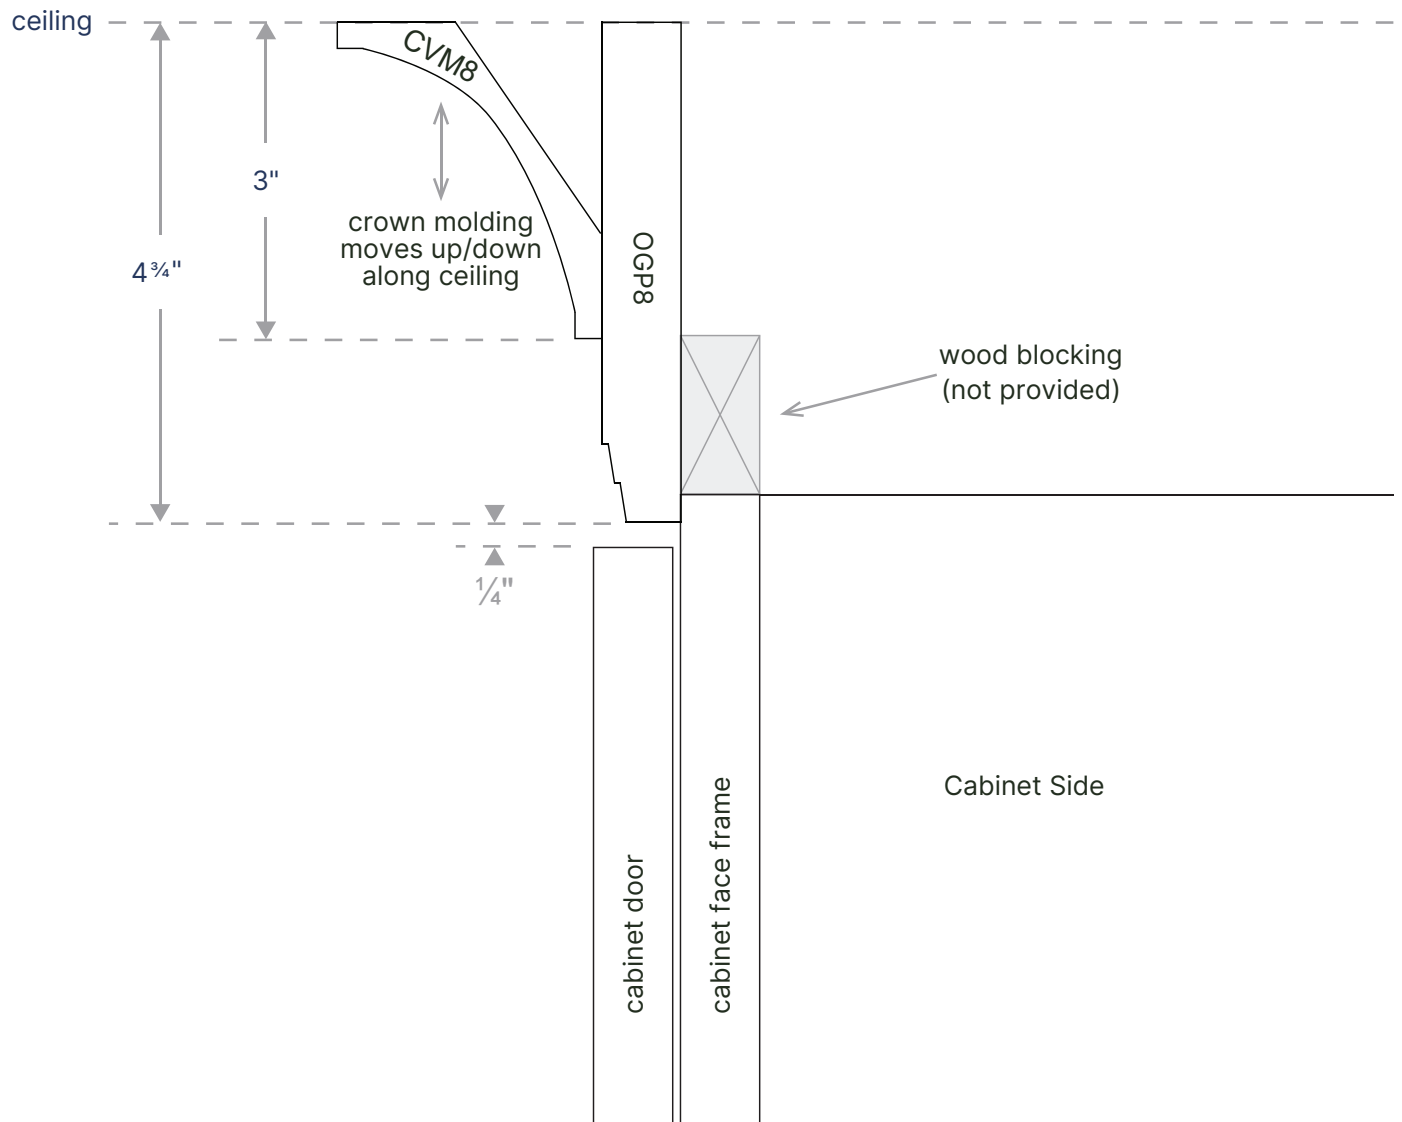 ceiling
CVM8
3"
crown molding
moves up/down
along ceiling
4¾"
OGP8
wood blocking
(not provided)
¼"
Cabinet Side
cabinet door
cabinet face frame